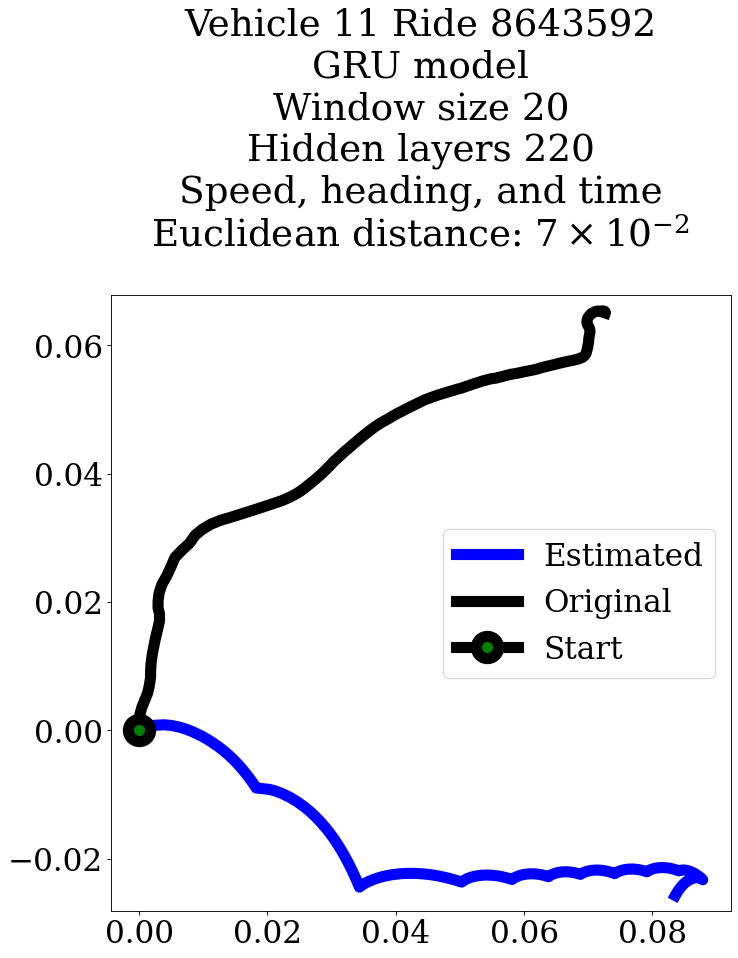 Vehicle 11 Ride 8643592
GRU model
Window size 20
Hidden layers 220
Speed, heading, and time
Euclidean distance: 7 × 10⁻²
0.06
0.04
0.02
0.00
−0.02
Estimated
Original
Start
0.00 0.02 0.04 0.06 0.08